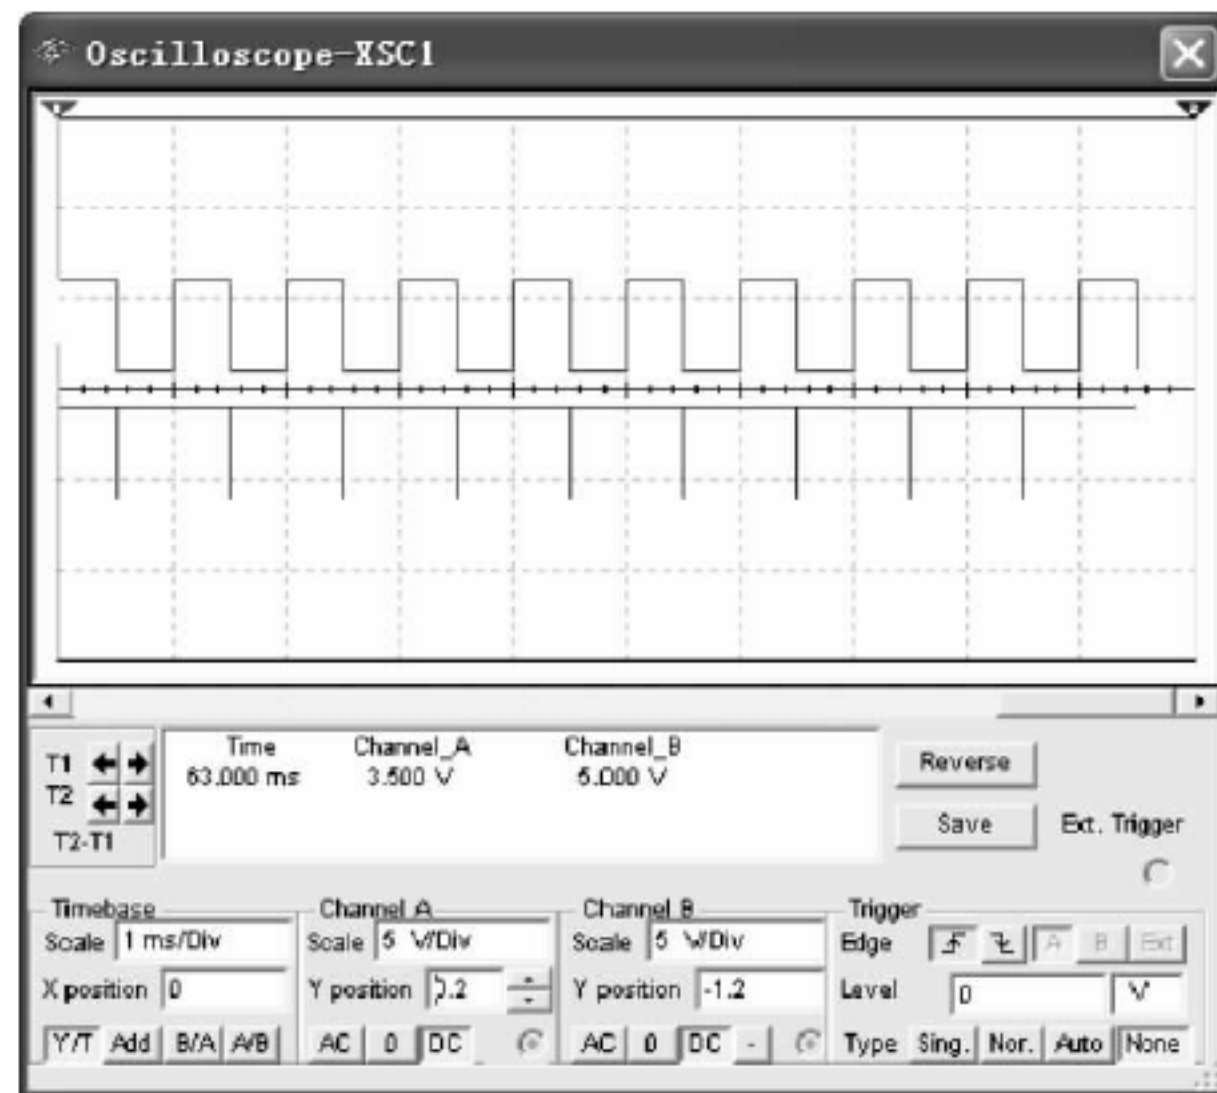 Oscilloscope-XSC1
Time Channel_A Channel_B
T1 63.000 ms 3.500 V 5.000 V
T2
T2-T1
Reverse
Save
Ext. Trigger
Timebase
Scale 1 ms/Div
X position 0
Y/T Add B/A A/B
Channel A
Scale 5 V/Div
Y position 0.2
AC 0 DC
Channel B
Scale 5 V/Div
Y position -1.2
AC 0 DC -
Trigger
Edge A B Ext
Level 0 V
Type Sing. Nor. Auto None